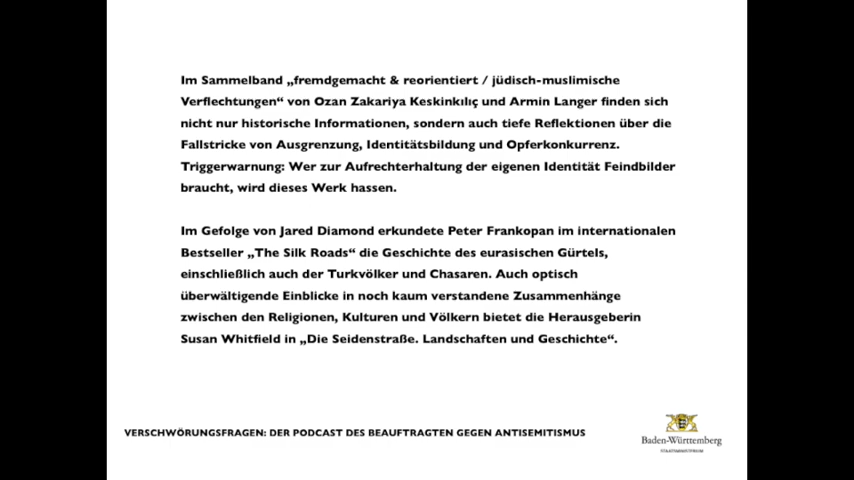 Im Sammelband „fremdgemacht & reorientiert / jüdisch-muslimische
Verflechtungen“ von Ozan Zakariya Keskinkılıç und Armin Langer finden sich
nicht nur historische Informationen, sondern auch tiefe Reflektionen über die
Fallstricke von Ausgrenzung, Identitätsbildung und Opferkonkurrenz.
Triggerwarnung: Wer zur Aufrechterhaltung der eigenen Identität Feindbilder
braucht, wird dieses Werk hassen.
Im Gefolge von Jared Diamond erkundete Peter Frankopan im internationalen
Bestseller „The Silk Roads“ die Geschichte des eurasischen Gürtels,
einschließlich auch der Turkvölker und Chasaren. Auch optisch
überwältigende Einblicke in noch kaum verstandene Zusammenhänge
zwischen den Religionen, Kulturen und Völkern bietet die Herausgeberin
Susan Whitfield in „Die Seidenstraße. Landschaften und Geschichte“.
VERSCHWÖRUNGSFRAGEN: DER PODCAST DES BEAUFTRAGTEN GEGEN ANTISEMITISMUS
Baden-Württemberg
STAATSMINISTERIUM